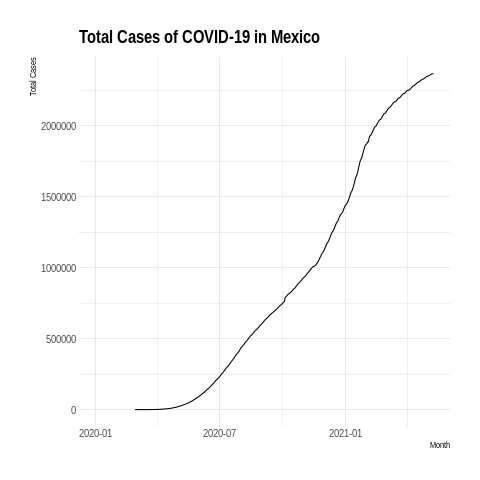 Total Cases of COVID-19 in Mexico
Total Cases
2000000
1500000
1000000
500000
0
2020-01 2020-07 2021-01
Month